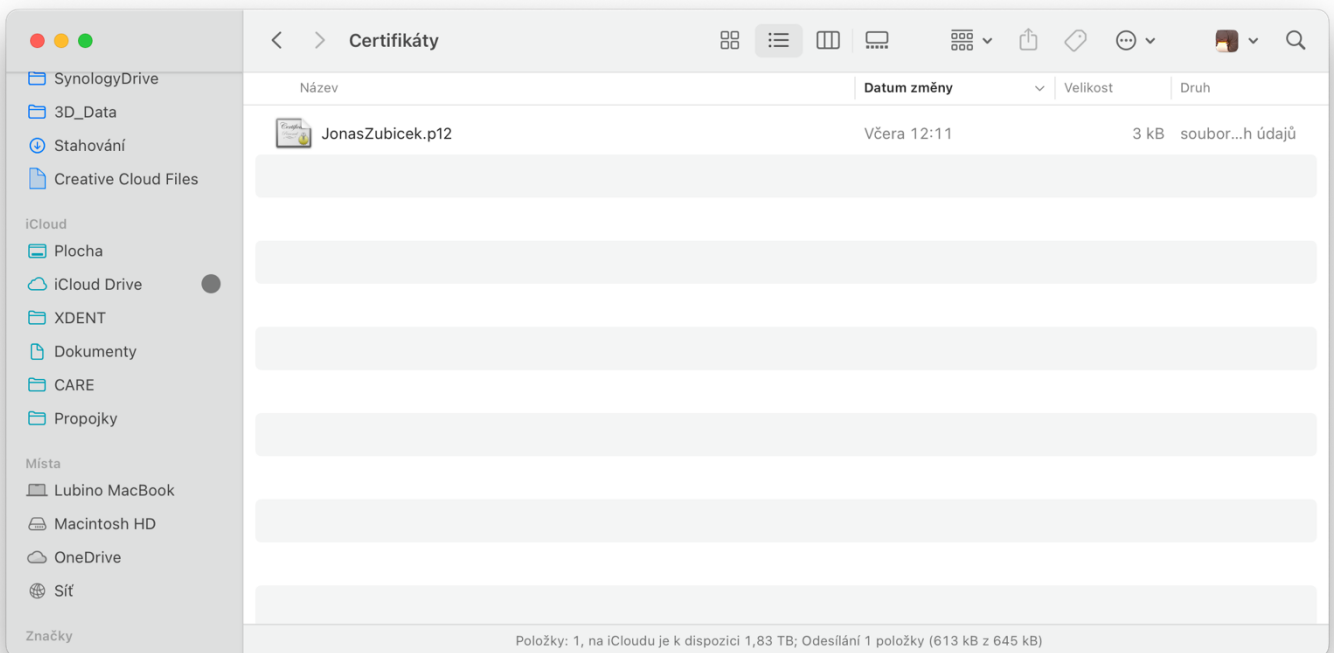 Certifikáty
SynologyDrive
3D_Data
Stahování
Creative Cloud Files
iCloud
Plocha
iCloud Drive
XDENT
Dokumenty
CARE
Propojky
Místa
Lubino MacBook
Macintosh HD
OneDrive
Síť
Značky
Název Datum změny Velikost Druh
JonasZubicek.p12 Včera 12:11 3 kB soubor...h údajů
Položky: 1, na iCloudu je k dispozici 1,83 TB; Odesílání 1 položky (613 kB z 645 kB)